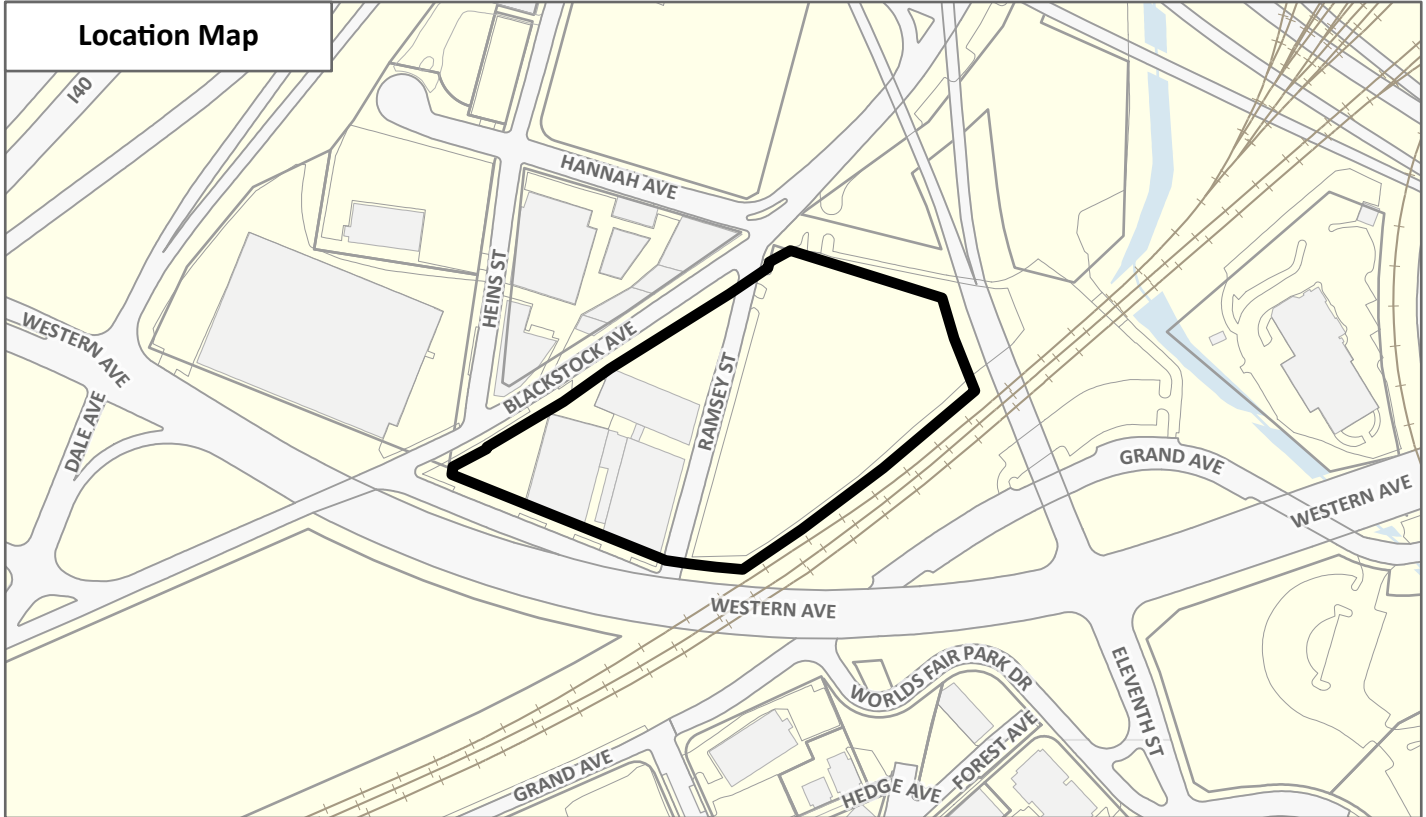 Location Map
I40
HANNAH AVE
HEINS ST
WESTERN AVE
DALE AVE
BLACKSTOCK AVE
RAMSEY ST
GRAND AVE
WESTERN AVE
WESTERN AVE
WORLDS FAIR PARK DR
ELEVENTH ST
FOREST AVE
GRAND AVE
HEDGE AVE